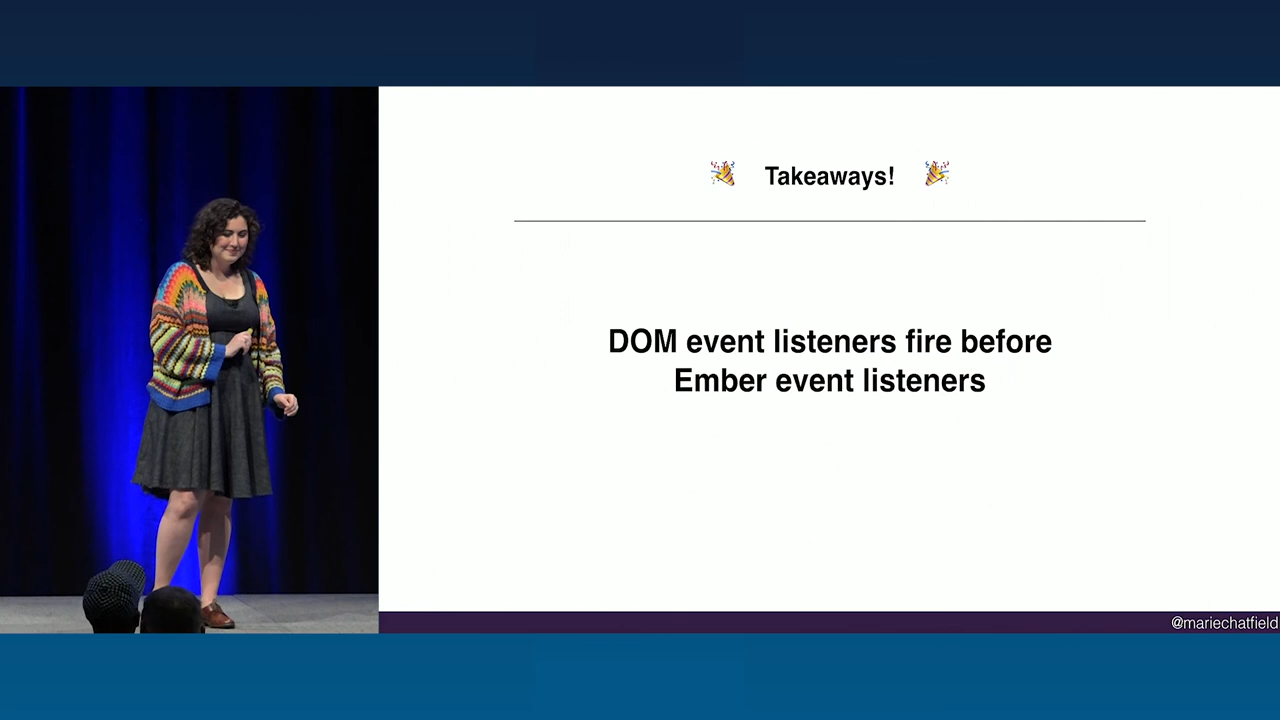 Takeaways!
DOM event listeners fire before
Ember event listeners
@mariechatfield